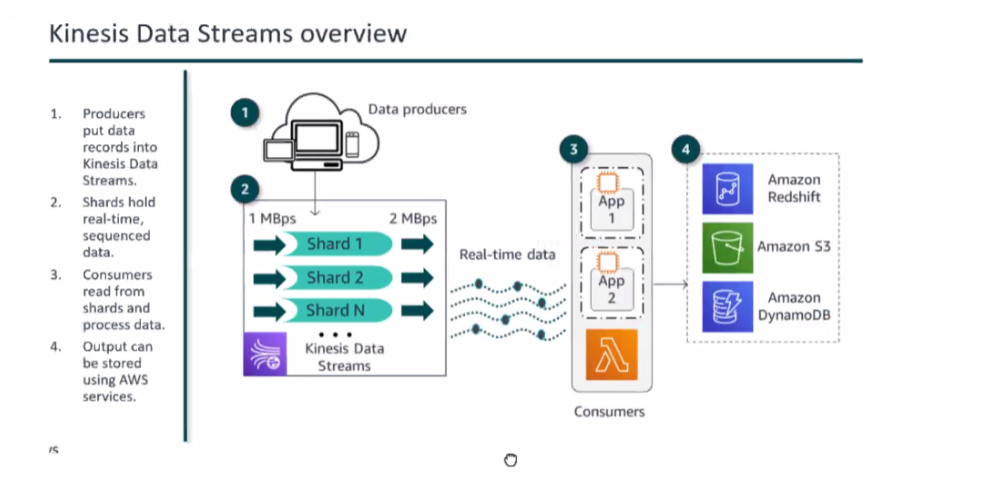 Kinesis Data Streams overview
1. Producers
put data
records into
Kinesis Data
Streams.
2. Shards hold
real-time,
sequenced
data.
3. Consumers
read from
shards and
process data.
4. Output can
be stored
using AWS
services.
1
Data producers
2
1 MBps 2 MBps
Shard 1
Shard 2
Shard N
Kinesis Data
Streams
Real-time data
3
App
1
App
2
Consumers
4
Amazon
Redshift
Amazon S3
Amazon
DynamoDB